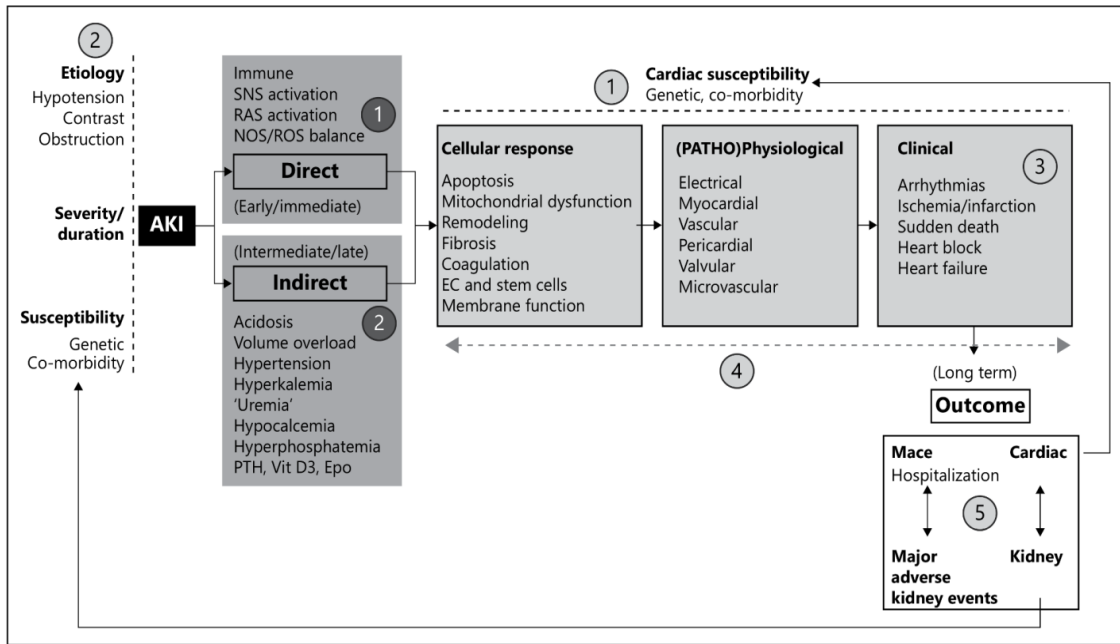 2
Etiology
Hypotension
Contrast
Obstruction
Severity/
duration
Susceptibility
Genetic
Co-morbidity
AKI
Immune
SNS activation
RAS activation
NOS/ROS balance
1
Direct
(Early/immediate)
(Intermediate/late)
Indirect
2
Acidosis
Volume overload
Hypertension
Hyperkalemia
‘Uremia’
Hypocalcemia
Hyperphosphatemia
PTH, Vit D3, Epo
1
Cardiac susceptibility
Genetic, co-morbidity
Cellular response
Apoptosis
Mitochondrial dysfunction
Remodeling
Fibrosis
Coagulation
EC and stem cells
Membrane function
(PATHO)Physiological
Electrical
Myocardial
Vascular
Pericardial
Valvular
Microvascular
Clinical
3
Arrhythmias
Ischemia/infarction
Sudden death
Heart block
Heart failure
4
(Long term)
Outcome
Mace
Hospitalization
Cardiac
5
Major
adverse
kidney events
Kidney